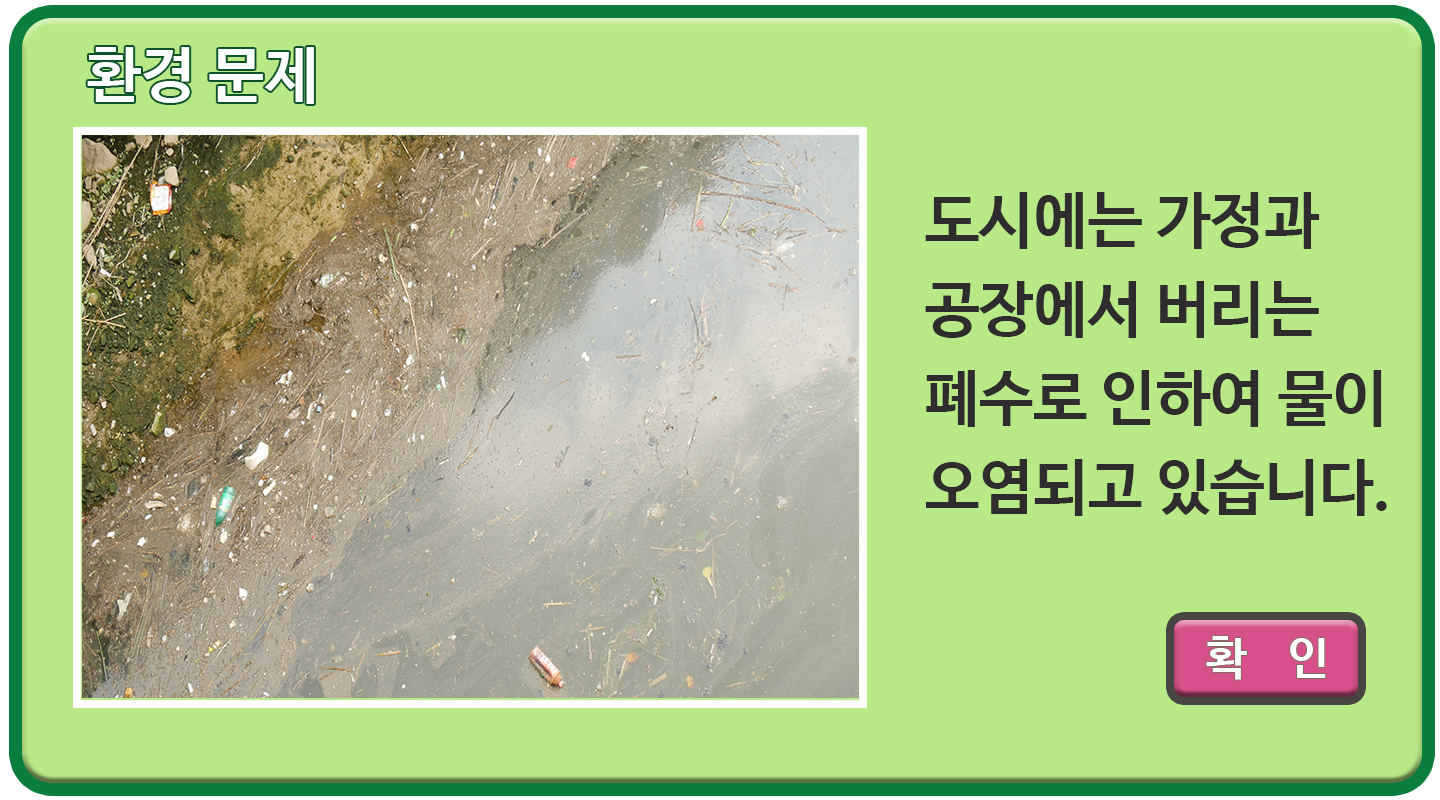 환경 문제
도시에는 가정과
공장에서 버리는
폐수로 인하여 물이
오염되고 있습니다.
확 인